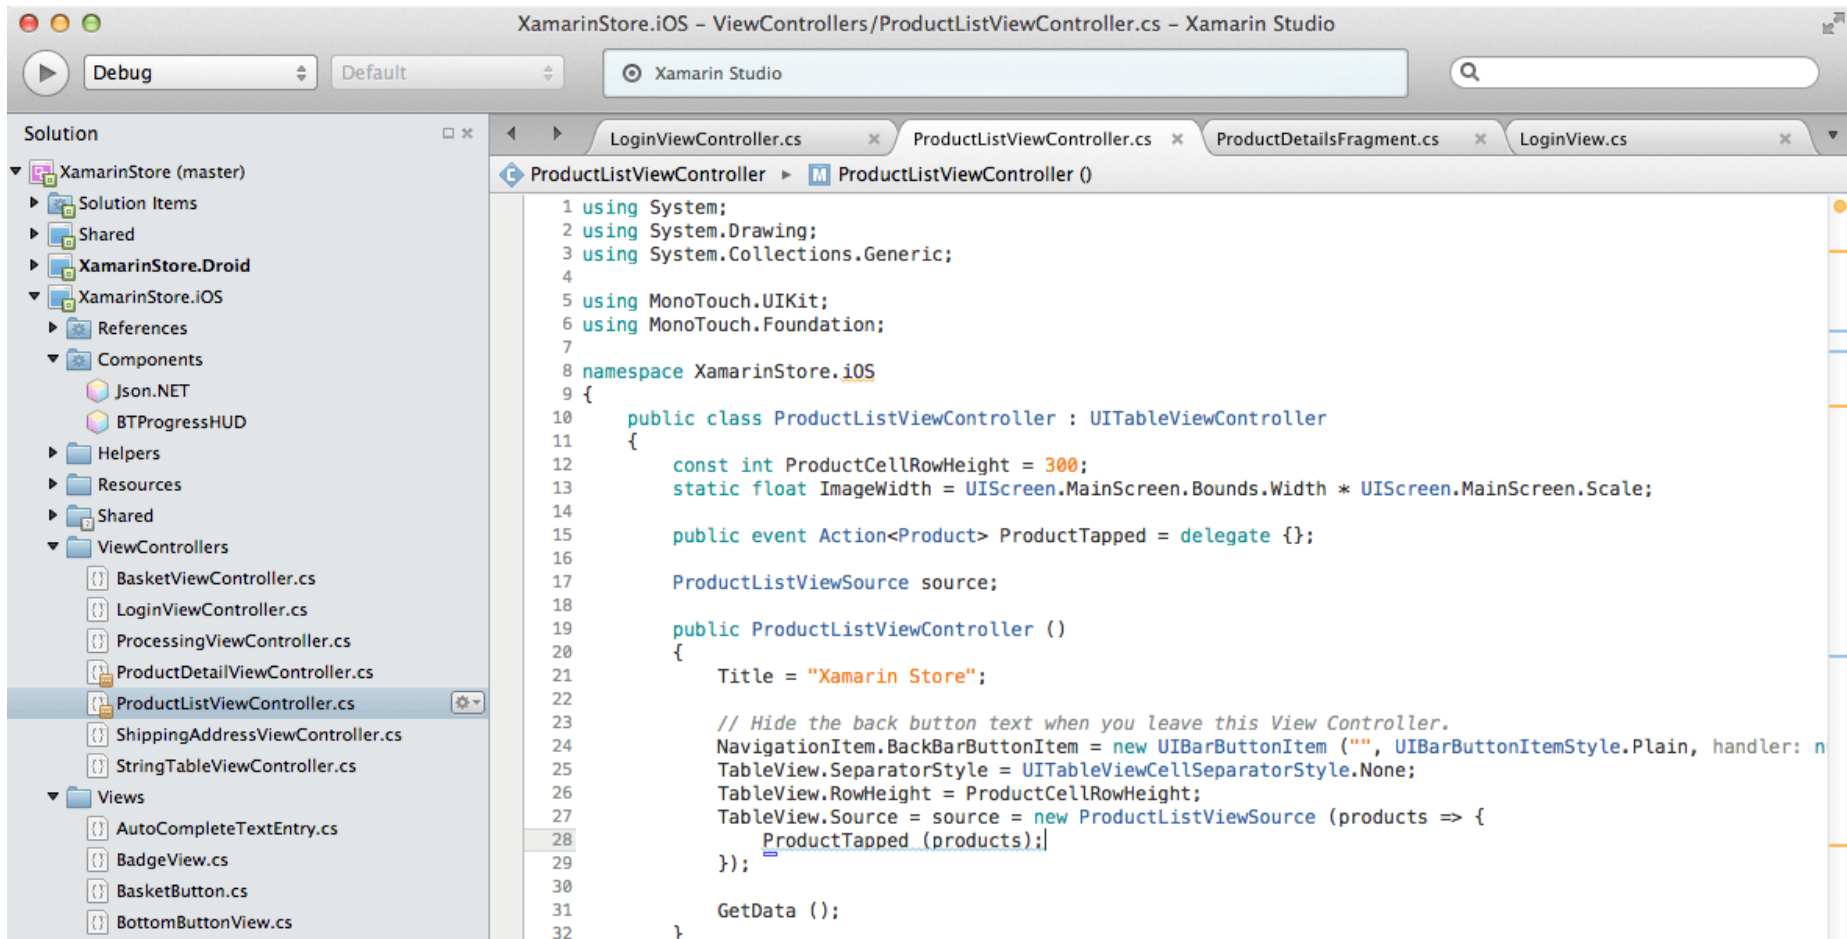 XamarinStore.iOS – ViewControllers/ProductListViewController.cs – Xamarin Studio
Debug
Default
Xamarin Studio
Solution
XamarinStore (master)
Solution Items
Shared
XamarinStore.Droid
XamarinStore.iOS
References
Components
Json.NET
BTProgressHUD
Helpers
Resources
Shared
ViewControllers
BasketViewController.cs
LoginViewController.cs
ProcessingViewController.cs
ProductDetailViewController.cs
ProductListViewController.cs
ShippingAddressViewController.cs
StringTableViewController.cs
Views
AutoCompleteTextEntry.cs
BadgeView.cs
BasketButton.cs
BottomButtonView.cs
LoginViewController.cs ProductListViewController.cs ProductDetailsFragment.cs LoginView.cs
C ProductListViewController M ProductListViewController ()
1 using System;
2 using System.Drawing;
3 using System.Collections.Generic;
4
5 using MonoTouch.UIKit;
6 using MonoTouch.Foundation;
7
8 namespace XamarinStore.iOS
9 {
10 public class ProductListViewController : UITableViewController
11 {
12 const int ProductCellRowHeight = 300;
13 static float ImageWidth = UIScreen.MainScreen.Bounds.Width * UIScreen.MainScreen.Scale;
14
15 public event Action<Product> ProductTapped = delegate {};
16
17 ProductListViewSource source;
18
19 public ProductListViewController ()
20 {
21 Title = "Xamarin Store";
22
23 // Hide the back button text when you leave this View Controller.
24 NavigationItem.BackBarButtonItem = new UIBarButtonItem ("", UIBarButtonItemStyle.Plain, handler: n
25 TableView.SeparatorStyle = UITableViewCellSeparatorStyle.None;
26 TableView.RowHeight = ProductCellRowHeight;
27 TableView.Source = source = new ProductListViewSource (products => {
28 ProductTapped (products);
29 });
30
31 GetData ();
32 }